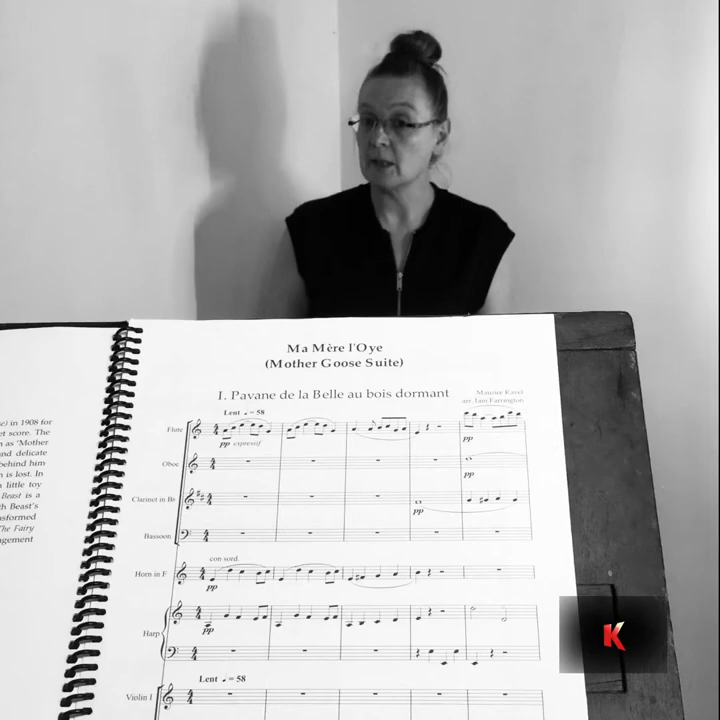 Ma Mère l'Oye
(Mother Goose Suite)
I. Pavane de la Belle au bois dormant
Maurice Ravel
arr. Iain Farrington
Lent ♩ = 58
Flute
pp espressif
pp
Oboe
pp
Clarinet in B♭
pp
Bassoon
con sord.
Horn in F
pp
Harp
pp
Lent ♩ = 58
Violin I
) in 1908 for
et score. The
n as 'Mother
and delicate
behind him
n is lost. In
little toy
Beast is a
th Beast's
nsformed
The Fairy
ngement
K